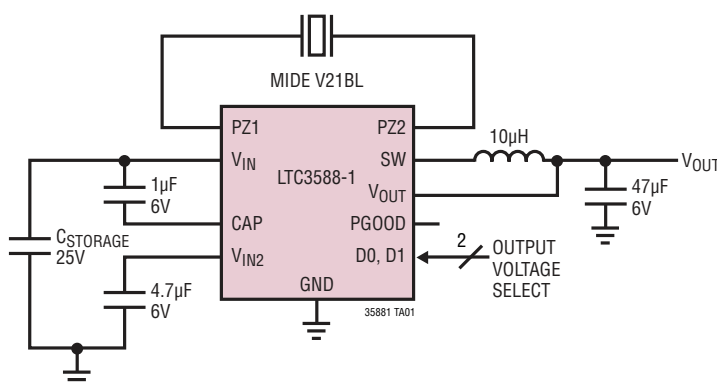 MIDE V21BL
PZ1
PZ2
10µH
VIN
SW
VOUT
1µF
6V
LTC3588-1
VOUT
47µF
6V
CAP
PGOOD
CSTORAGE
25V
VIN2
D0, D1
2
OUTPUT
VOLTAGE
SELECT
4.7µF
6V
GND
35881 TA01